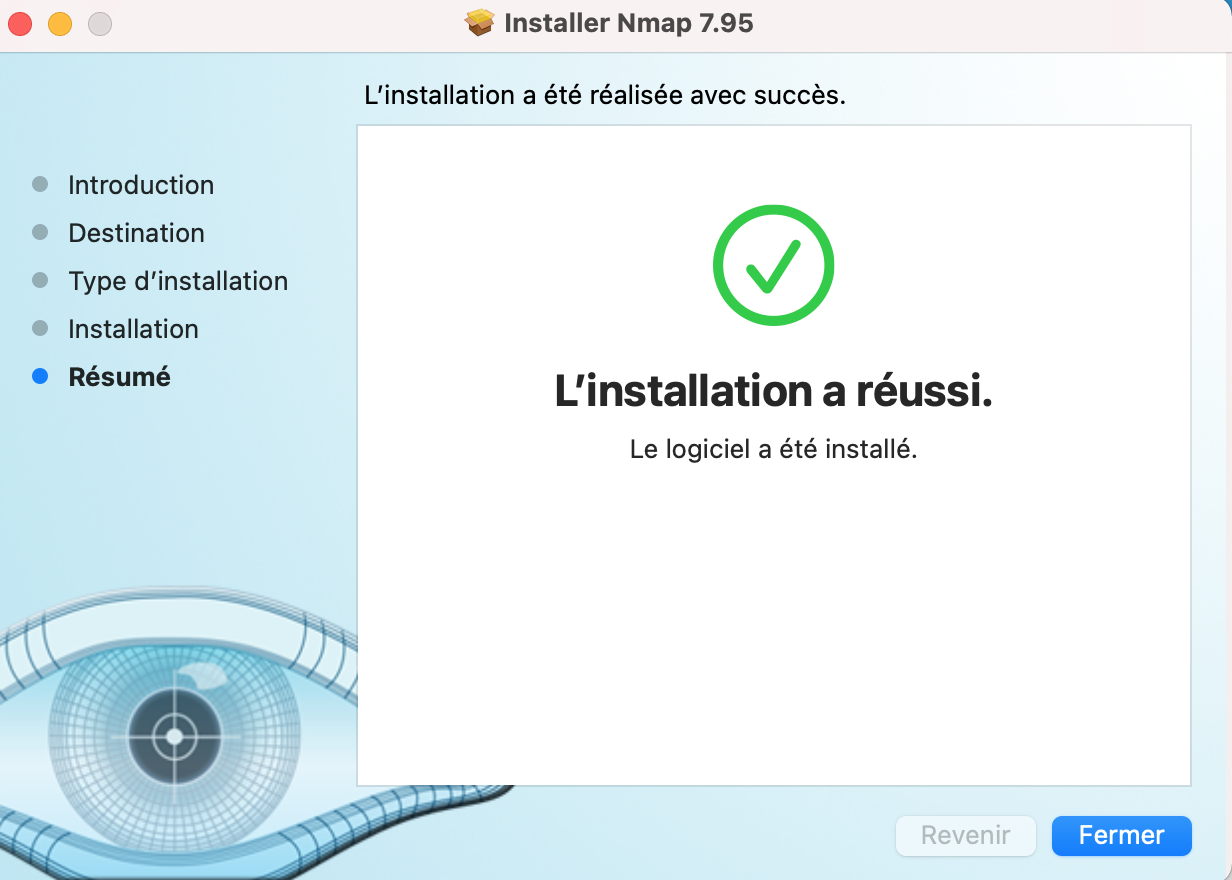 Installer Nmap 7.95
L’installation a été réalisée avec succès.
Introduction
Destination
Type d’installation
Installation
Résumé
L’installation a réussi.
Le logiciel a été installé.
Revenir
Fermer